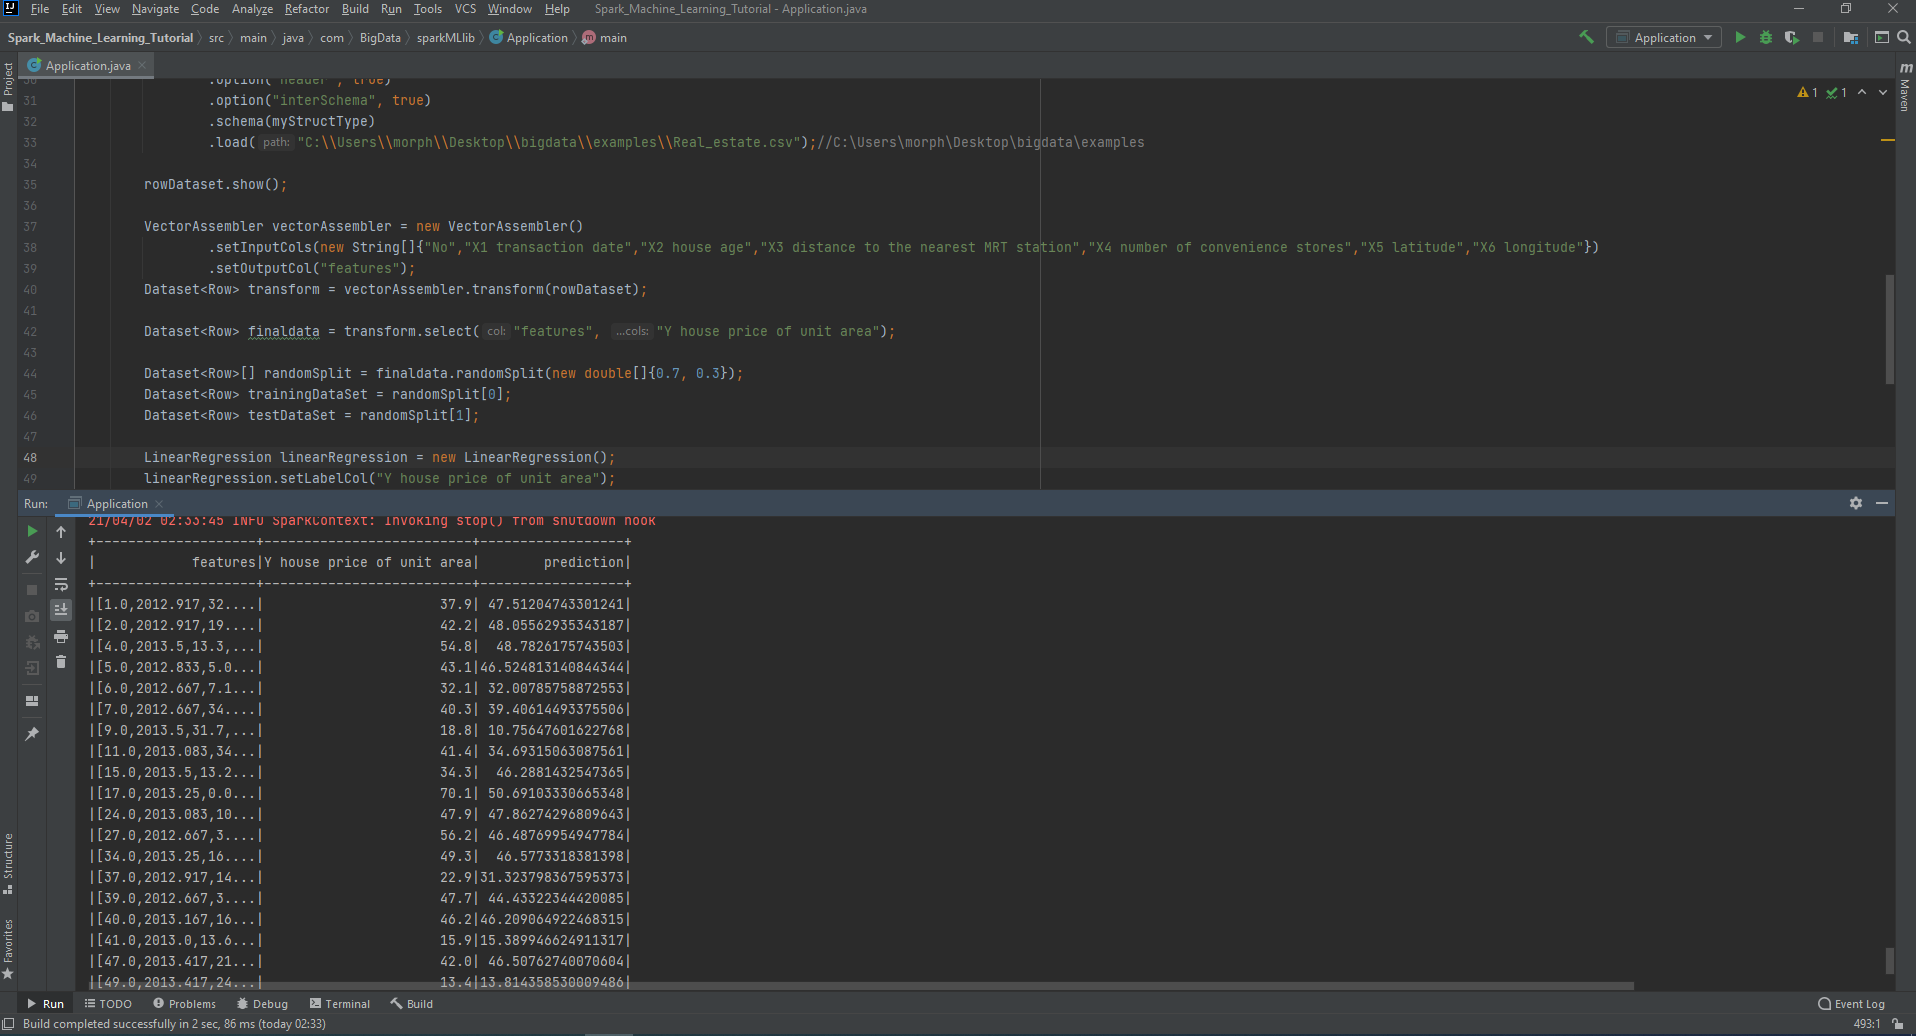 File Edit View Navigate Code Analyze Refactor Build Run Tools VCS Window Help Spark_Machine_Learning_Tutorial - Application.java
Spark_Machine_Learning_Tutorial src main java com BigData sparkMLlib Application main Application
Application.java
Project
Maven
30 .option("header", true)
1 1
31 .option("interSchema", true)
32 .schema(myStructType)
33 .load( path: "C:\\Users\\morph\\Desktop\\bigdata\\examples\\Real_estate.csv");//C:\Users\morph\Desktop\bigdata\examples
34
35 rowDataset.show();
36
37 VectorAssembler vectorAssembler = new VectorAssembler()
38 .setInputCols(new String[]{"No","X1 transaction date","X2 house age","X3 distance to the nearest MRT station","X4 number of convenience stores","X5 latitude","X6 longitude"})
39 .setOutputCol("features");
40 Dataset<Row> transform = vectorAssembler.transform(rowDataset);
41
42 Dataset<Row> finaldata = transform.select( col: "features", ...cols: "Y house price of unit area");
43
44 Dataset<Row>[] randomSplit = finaldata.randomSplit(new double[]{0.7, 0.3});
45 Dataset<Row> trainingDataSet = randomSplit[0];
46 Dataset<Row> testDataSet = randomSplit[1];
47
48 LinearRegression linearRegression = new LinearRegression();
49 linearRegression.setLabelCol("Y house price of unit area");
Run: Application
21/04/02 02:33:45 INFO SparkContext: Invoking stop() from shutdown hook
+--------------------+--------------------------+------------------+
|            features|Y house price of unit area|        prediction|
+--------------------+--------------------------+------------------+
|[1.0,2012.917,32....|                      37.9| 47.51204743301241|
|[2.0,2012.917,19....|                      42.2| 48.05562935343187|
|[4.0,2013.5,13.3,...|                      54.8|  48.7826175743503|
|[5.0,2012.833,5.0...|                      43.1|46.524813140844344|
|[6.0,2012.667,7.1...|                      32.1| 32.00785758872553|
|[7.0,2012.667,34....|                      40.3| 39.40614493375506|
|[9.0,2013.5,31.7,...|                      18.8| 10.75647601622768|
|[11.0,2013.083,34...|                      41.4| 34.69315063087561|
|[15.0,2013.5,13.2...|                      34.3|  46.2881432547365|
|[17.0,2013.25,0.0...|                      70.1| 50.69103330665348|
|[24.0,2013.083,10...|                      47.9| 47.86274296809643|
|[27.0,2012.667,3....|                      56.2| 46.48769954947784|
|[34.0,2013.25,16....|                      49.3|  46.5773318381398|
|[37.0,2012.917,14...|                      22.9|31.323798367595373|
|[39.0,2012.667,3....|                      47.7| 44.43322344420085|
|[40.0,2013.167,16...|                      46.2|46.209064922468315|
|[41.0,2013.0,13.6...|                      15.9|15.389946624911317|
|[47.0,2013.417,21...|                      42.0| 46.50762740070604|
|[49.0,2013.417,24...|                      13.4|13.814358530009486|
Structure
Favorites
Run TODO Problems Debug Terminal Build Event Log
Build completed successfully in 2 sec, 86 ms (today 02:33) 493:1